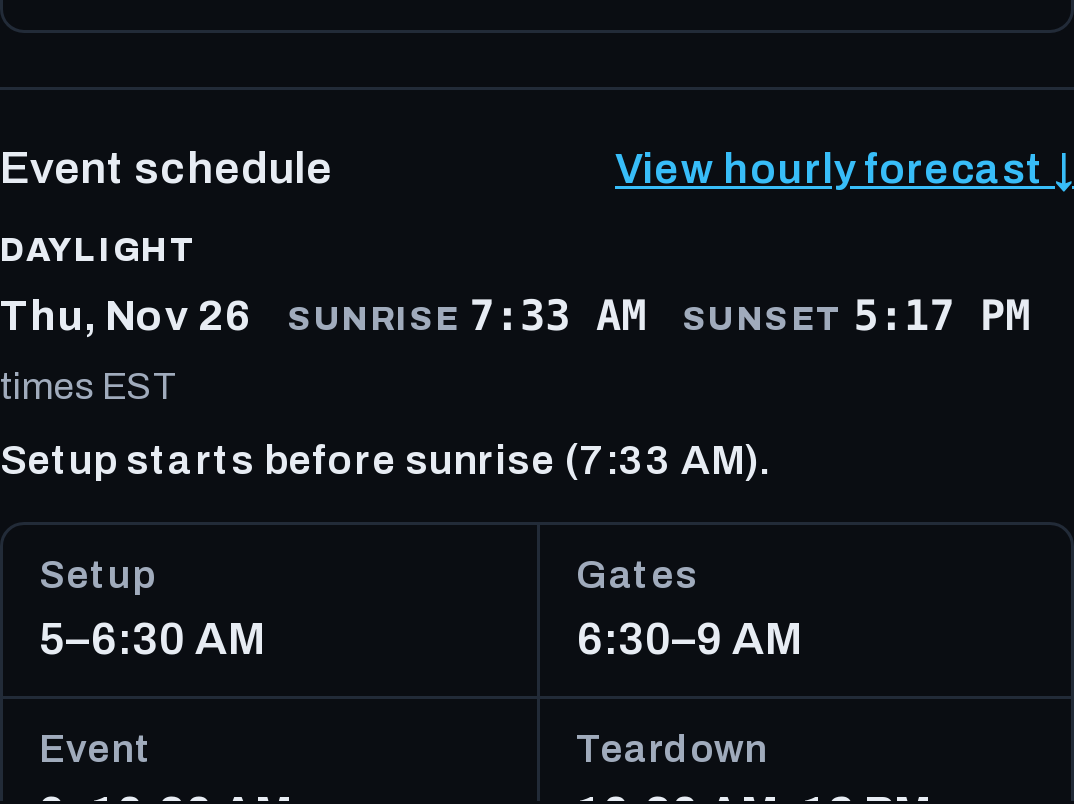 Event schedule View hourly forecast ↓
DAYLIGHT
Thu, Nov 26 SUNRISE 7:33 AM SUNSET 5:17 PM
times EST
Setup starts before sunrise (7:33 AM).
Setup Gates
5–6:30 AM 6:30–9 AM
Event Teardown